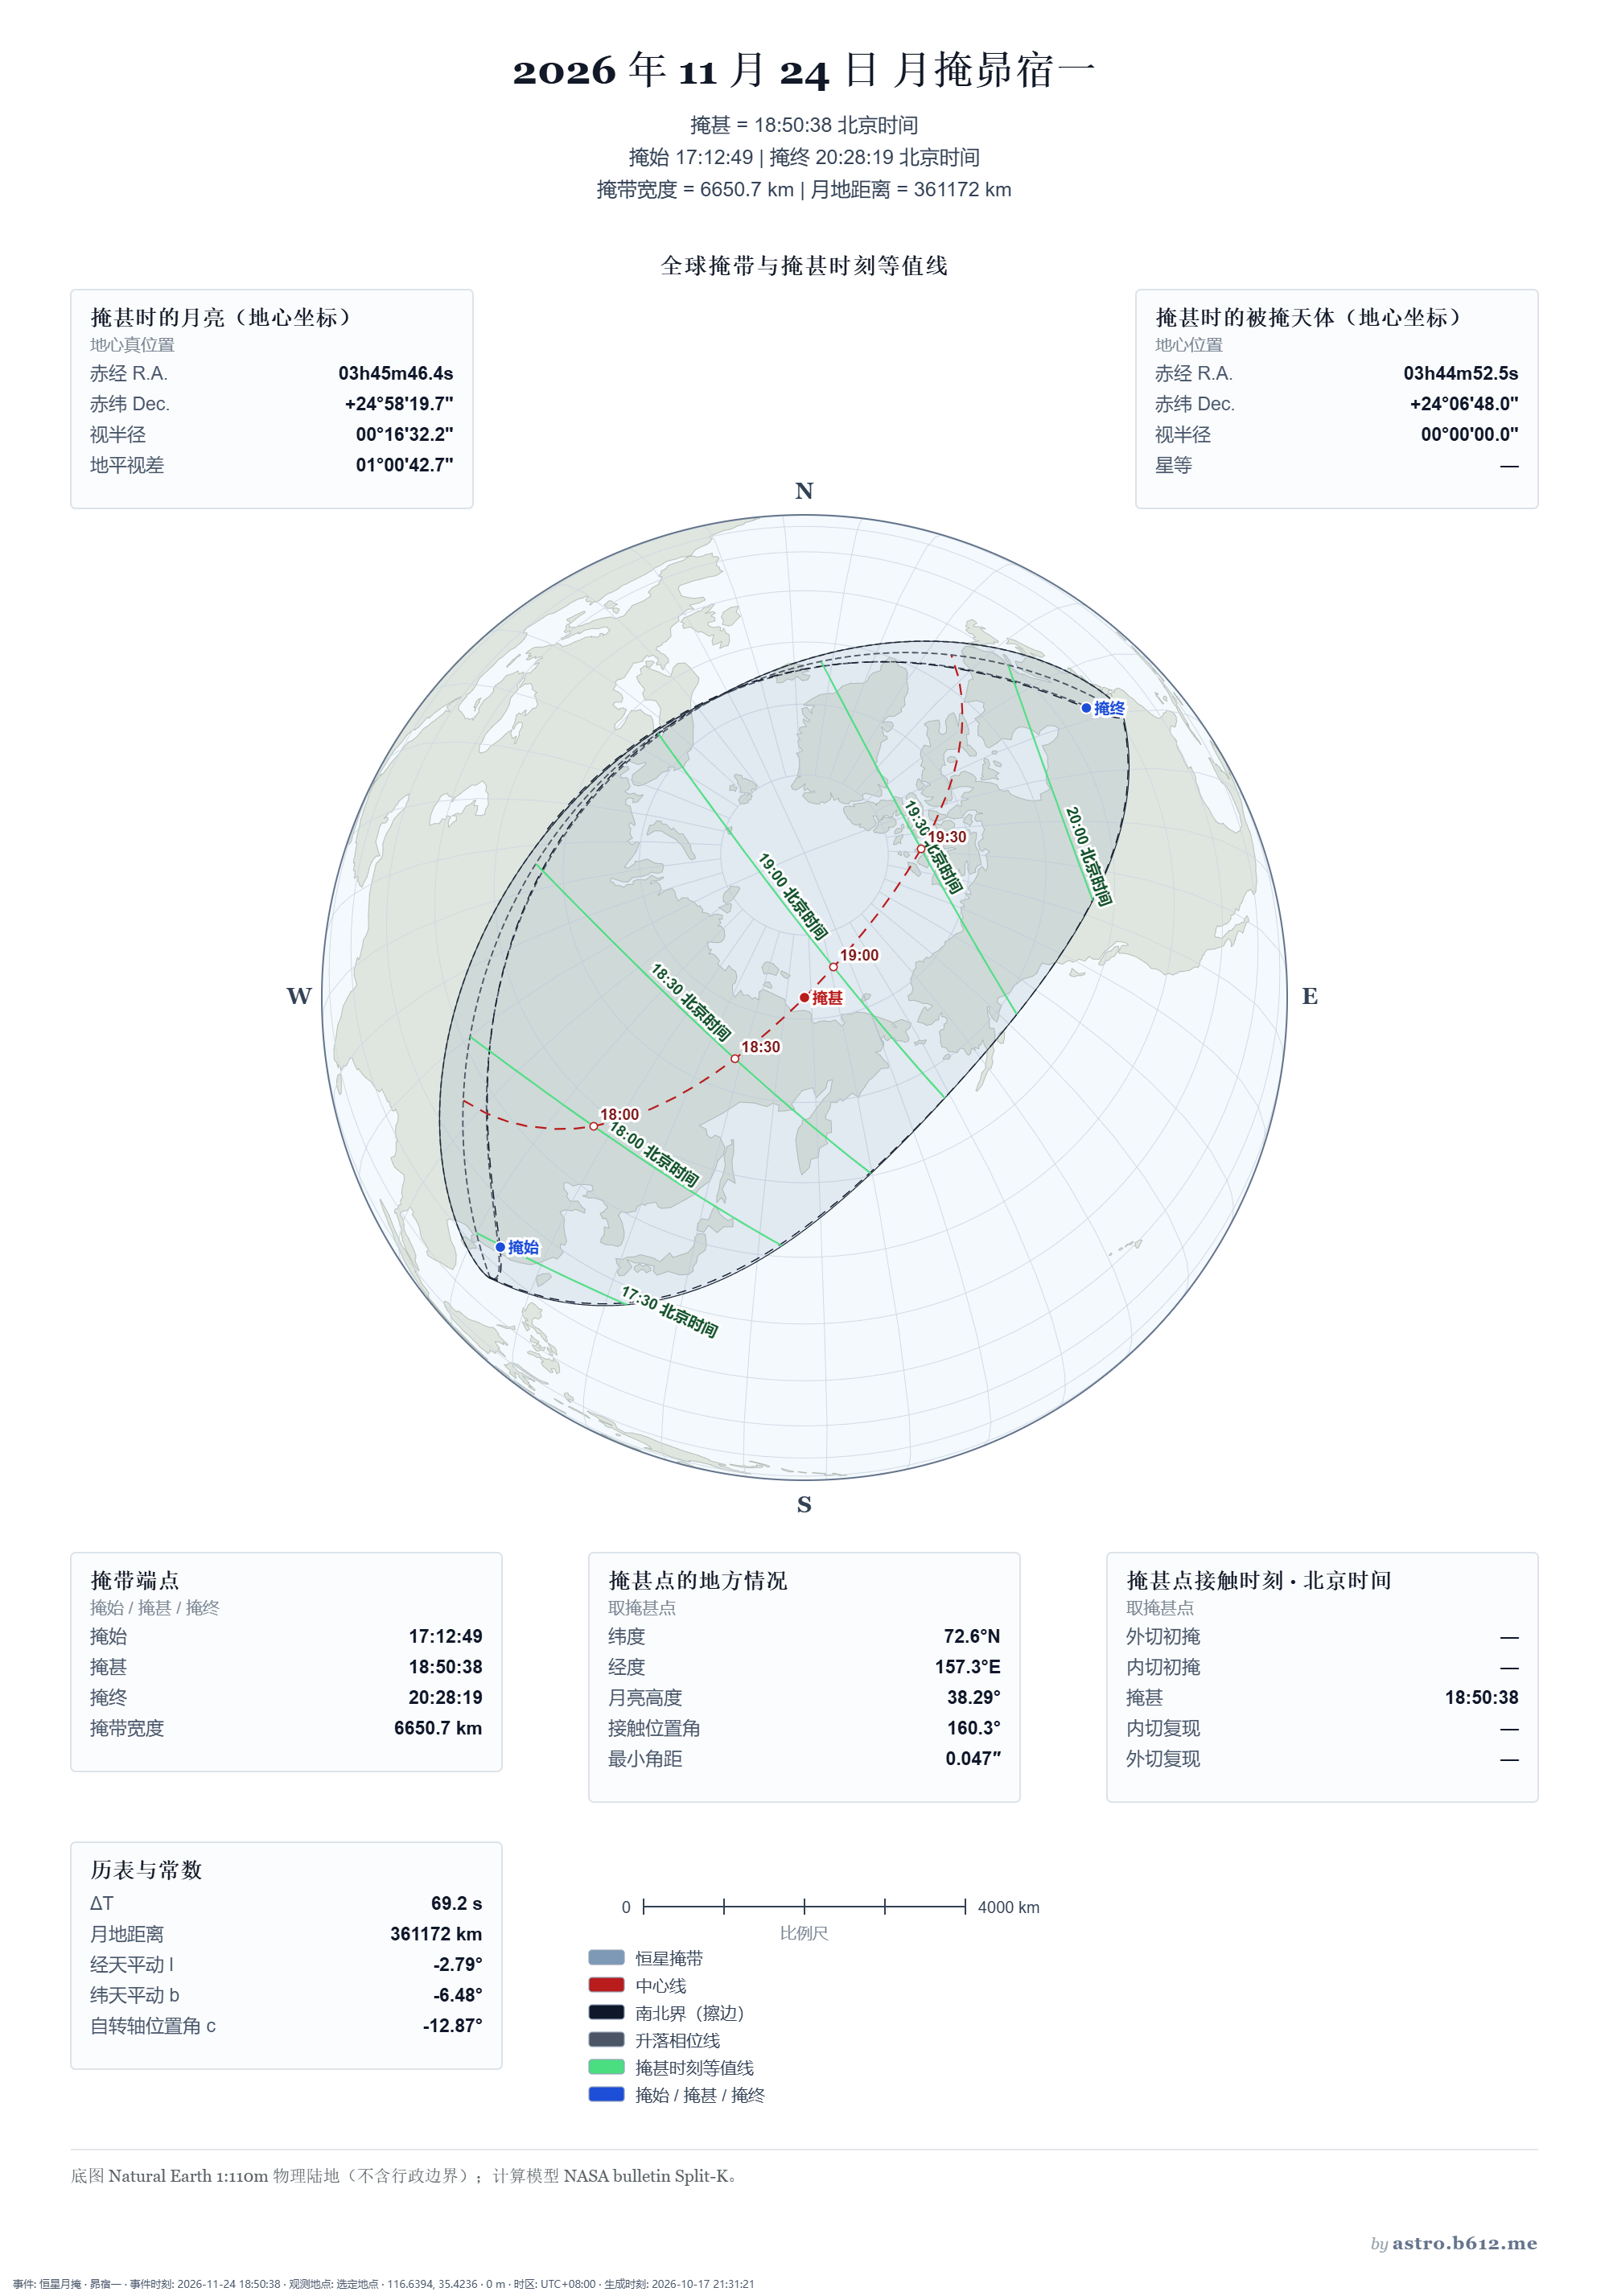 2026 年 11 月 24 日 月掩昴宿一
掩甚 = 18:50:38 北京时间
掩始 17:12:49 | 掩终 20:28:19 北京时间
掩带宽度 = 6650.7 km | 月地距离 = 361172 km
全球掩带与掩甚时刻等值线
掩甚时的月亮（地心坐标）
地心真位置
赤经 R.A. 03h45m46.4s
赤纬 Dec. +24°58'19.7"
视半径 00°16'32.2"
地平视差 01°00'42.7"
掩甚时的被掩天体（地心坐标）
地心位置
赤经 R.A. 03h44m52.5s
赤纬 Dec. +24°06'48.0"
视半径 00°00'00.0"
星等 —
N
掩终
20:00 北京时间
19:30 北京时间
19:30
19:00 北京时间
19:00
W
E
掩甚
18:30 北京时间
18:30
18:00
18:00 北京时间
掩始
17:30 北京时间
S
掩带端点
掩始 / 掩甚 / 掩终
掩始 17:12:49
掩甚 18:50:38
掩终 20:28:19
掩带宽度 6650.7 km
掩甚点的地方情况
取掩甚点
纬度 72.6°N
经度 157.3°E
月亮高度 38.29°
接触位置角 160.3°
最小角距 0.047″
掩甚点接触时刻 · 北京时间
取掩甚点
外切初掩 —
内切初掩 —
掩甚 18:50:38
内切复现 —
外切复现 —
历表与常数
ΔT 69.2 s
月地距离 361172 km
经天平动 l -2.79°
纬天平动 b -6.48°
自转轴位置角 c -12.87°
0 4000 km
比例尺
恒星掩带
中心线
南北界（擦边）
升落相位线
掩甚时刻等值线
掩始 / 掩甚 / 掩终
底图 Natural Earth 1:110m 物理陆地（不含行政边界）；计算模型 NASA bulletin Split-K。
by astro.b612.me
事件: 恒星月掩 · 昴宿一 · 事件时刻: 2026-11-24 18:50:38 · 观测地点: 选定地点 · 116.6394, 35.4236 · 0 m · 时区: UTC+08:00 · 生成时刻: 2026-10-17 21:31:21